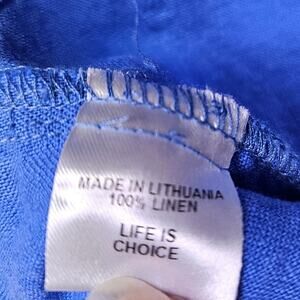 MADE IN LITHUANIA
100% LINEN
LIFE IS
CHOICE